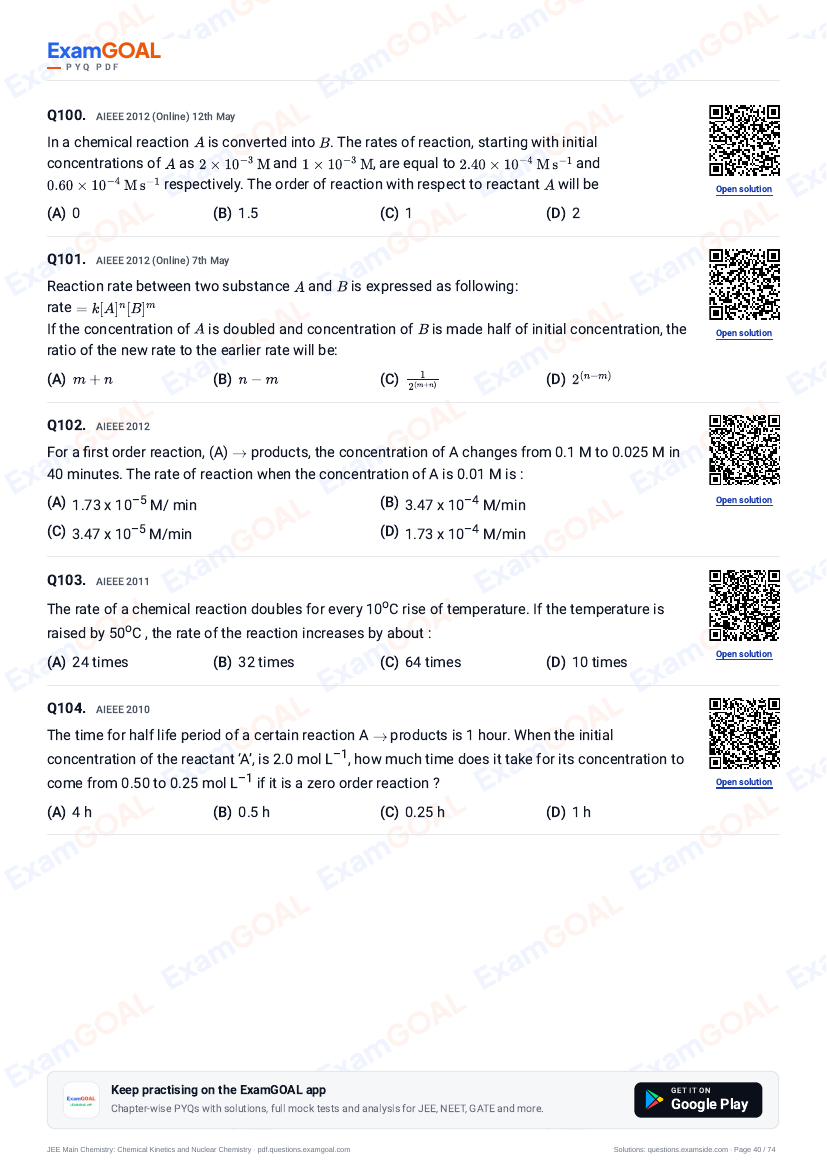 ExamGOAL
PYQ PDF
Q100. AIEEE 2012 (Online) 12th May
In a chemical reaction A is converted into B. The rates of reaction, starting with initial
concentrations of A as 2 × 10⁻³ M and 1 × 10⁻³ M, are equal to 2.40 × 10⁻⁴ M s⁻¹ and
0.60 × 10⁻⁴ M s⁻¹ respectively. The order of reaction with respect to reactant A will be
(A) 0 (B) 1.5 (C) 1 (D) 2
Open solution
Q101. AIEEE 2012 (Online) 7th May
Reaction rate between two substance A and B is expressed as following:
rate = k[A]ⁿ[B]ᵐ
If the concentration of A is doubled and concentration of B is made half of initial concentration, the
ratio of the new rate to the earlier rate will be:
(A) m + n (B) n − m (C) 1/2^(m+n) (D) 2^(n−m)
Open solution
Q102. AIEEE 2012
For a first order reaction, (A) → products, the concentration of A changes from 0.1 M to 0.025 M in
40 minutes. The rate of reaction when the concentration of A is 0.01 M is :
(A) 1.73 x 10⁻⁵ M/ min (B) 3.47 x 10⁻⁴ M/min
(C) 3.47 x 10⁻⁵ M/min (D) 1.73 x 10⁻⁴ M/min
Open solution
Q103. AIEEE 2011
The rate of a chemical reaction doubles for every 10ºC rise of temperature. If the temperature is
raised by 50ºC , the rate of the reaction increases by about :
(A) 24 times (B) 32 times (C) 64 times (D) 10 times
Open solution
Q104. AIEEE 2010
The time for half life period of a certain reaction A → products is 1 hour. When the initial
concentration of the reactant ‘A’, is 2.0 mol L⁻¹, how much time does it take for its concentration to
come from 0.50 to 0.25 mol L⁻¹ if it is a zero order reaction ?
(A) 4 h (B) 0.5 h (C) 0.25 h (D) 1 h
Open solution
ExamGOAL
Keep practising on the ExamGOAL app
Chapter-wise PYQs with solutions, full mock tests and analysis for JEE, NEET, GATE and more.
GET IT ON
Google Play
JEE Main Chemistry: Chemical Kinetics and Nuclear Chemistry · pdf.questions.examgoal.com
Solutions: questions.examside.com · Page 40 / 74